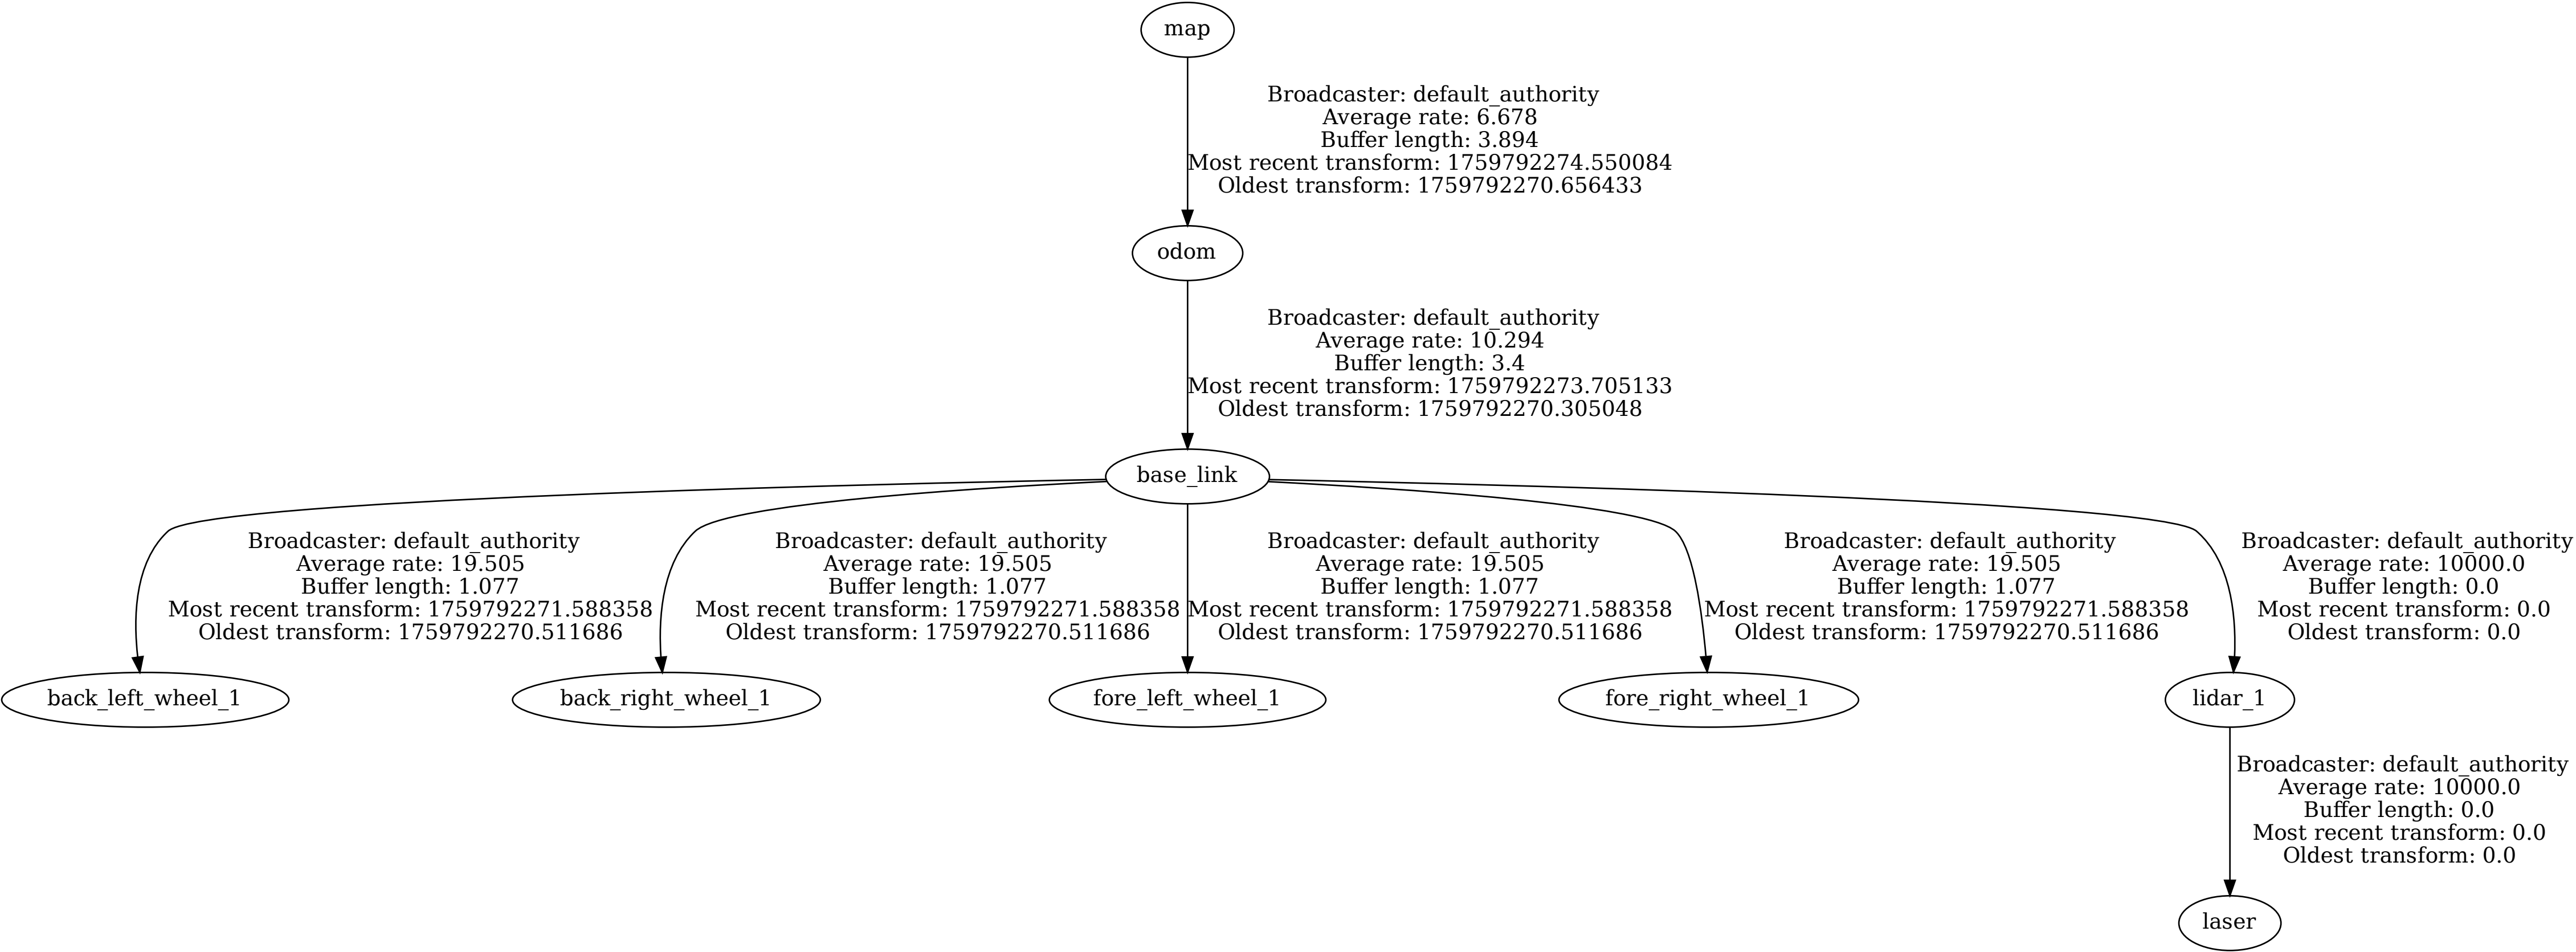 map
Broadcaster: default_authority
Average rate: 6.678
Buffer length: 3.894
Most recent transform: 1759792274.550084
Oldest transform: 1759792270.656433
odom
Broadcaster: default_authority
Average rate: 10.294
Buffer length: 3.4
Most recent transform: 1759792273.705133
Oldest transform: 1759792270.305048
base_link
Broadcaster: default_authority
Average rate: 19.505
Buffer length: 1.077
Most recent transform: 1759792271.588358
Oldest transform: 1759792270.511686
Broadcaster: default_authority
Average rate: 19.505
Buffer length: 1.077
Most recent transform: 1759792271.588358
Oldest transform: 1759792270.511686
Broadcaster: default_authority
Average rate: 19.505
Buffer length: 1.077
Most recent transform: 1759792271.588358
Oldest transform: 1759792270.511686
Broadcaster: default_authority
Average rate: 19.505
Buffer length: 1.077
Most recent transform: 1759792271.588358
Oldest transform: 1759792270.511686
Broadcaster: default_authority
Average rate: 10000.0
Buffer length: 0.0
Most recent transform: 0.0
Oldest transform: 0.0
back_left_wheel_1
back_right_wheel_1
fore_left_wheel_1
fore_right_wheel_1
lidar_1
Broadcaster: default_authority
Average rate: 10000.0
Buffer length: 0.0
Most recent transform: 0.0
Oldest transform: 0.0
laser